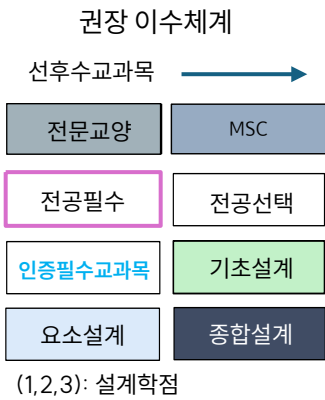 권장 이수체계
선후수교과목
전문교양 MSC
전공필수 전공선택
인증필수교과목 기초설계
요소설계 종합설계
(1,2,3): 설계학점